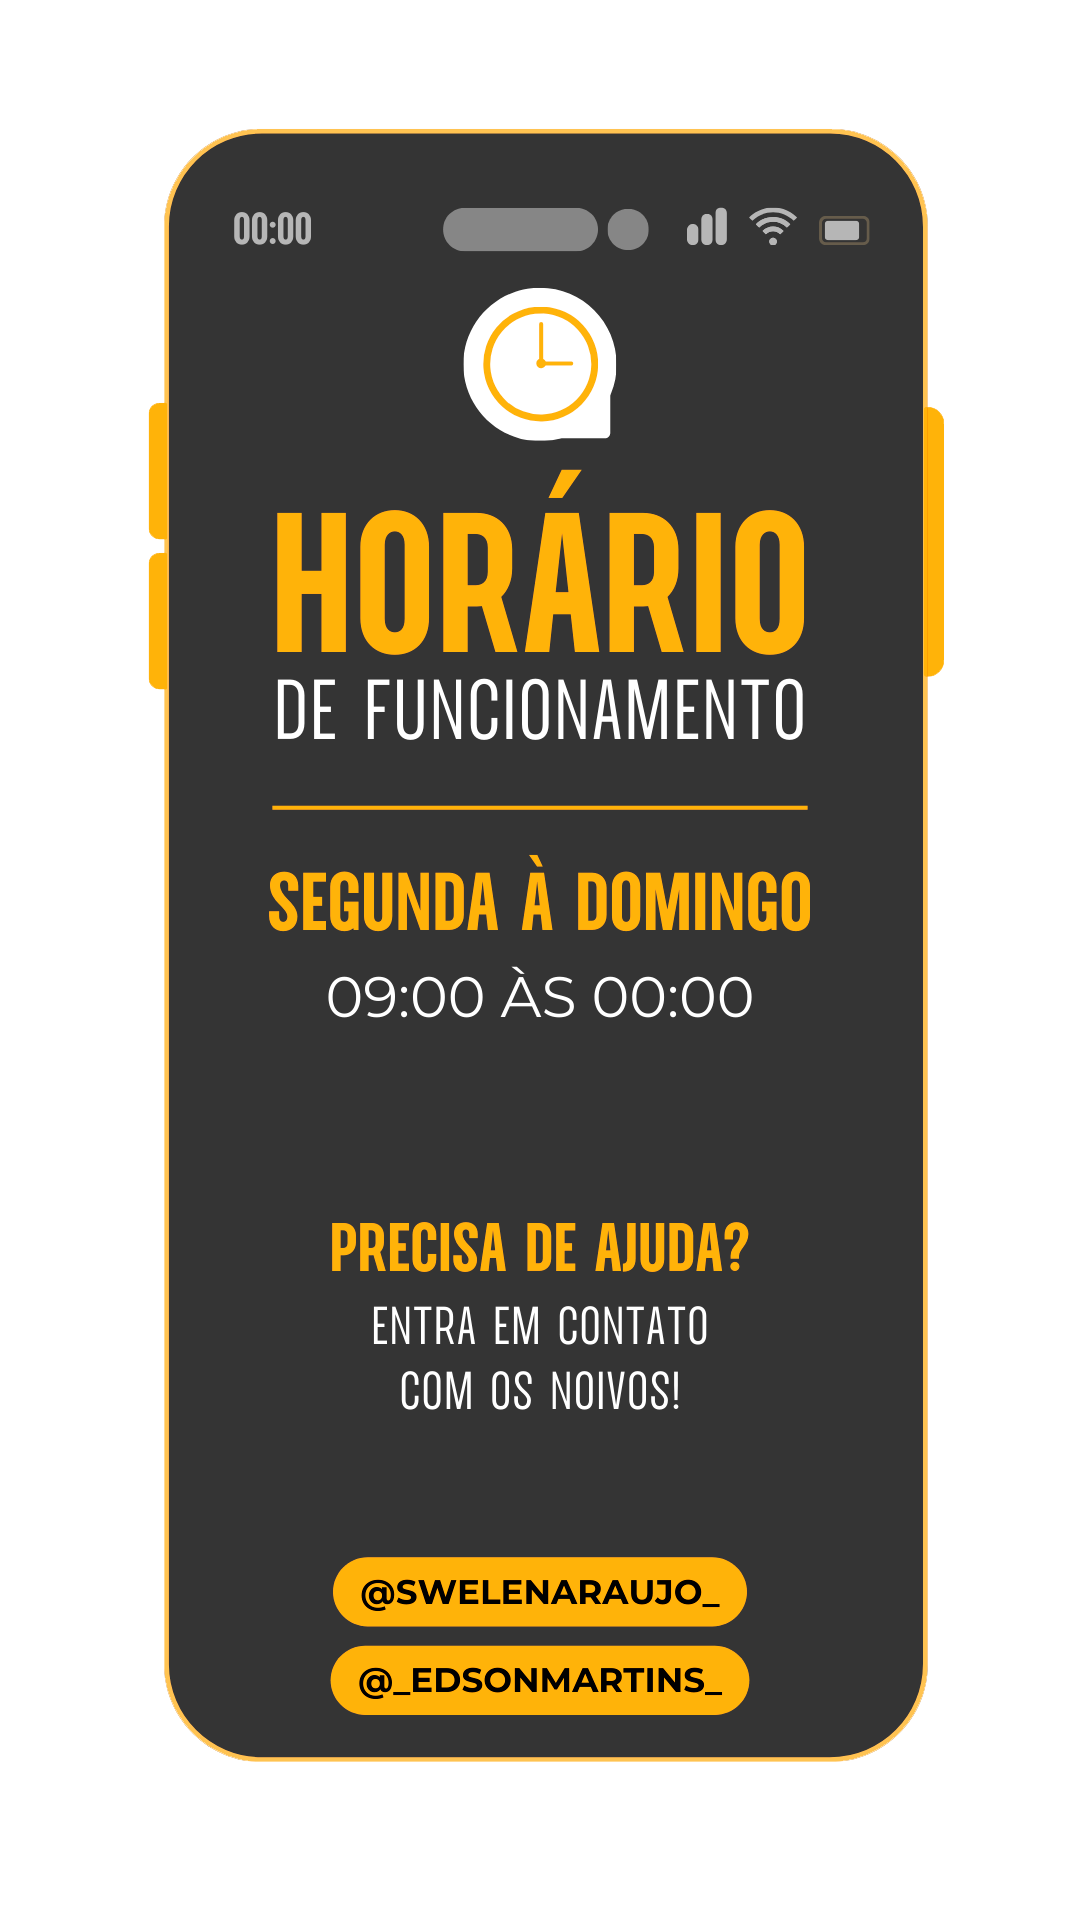 00:00
HORÁRIO
DE FUNCIONAMENTO
SEGUNDA À DOMINGO
09:00 ÀS 00:00
PRECISA DE AJUDA?
ENTRA EM CONTATO
COM OS NOIVOS!
@SWELENARAUJO_
@_EDSONMARTINS_